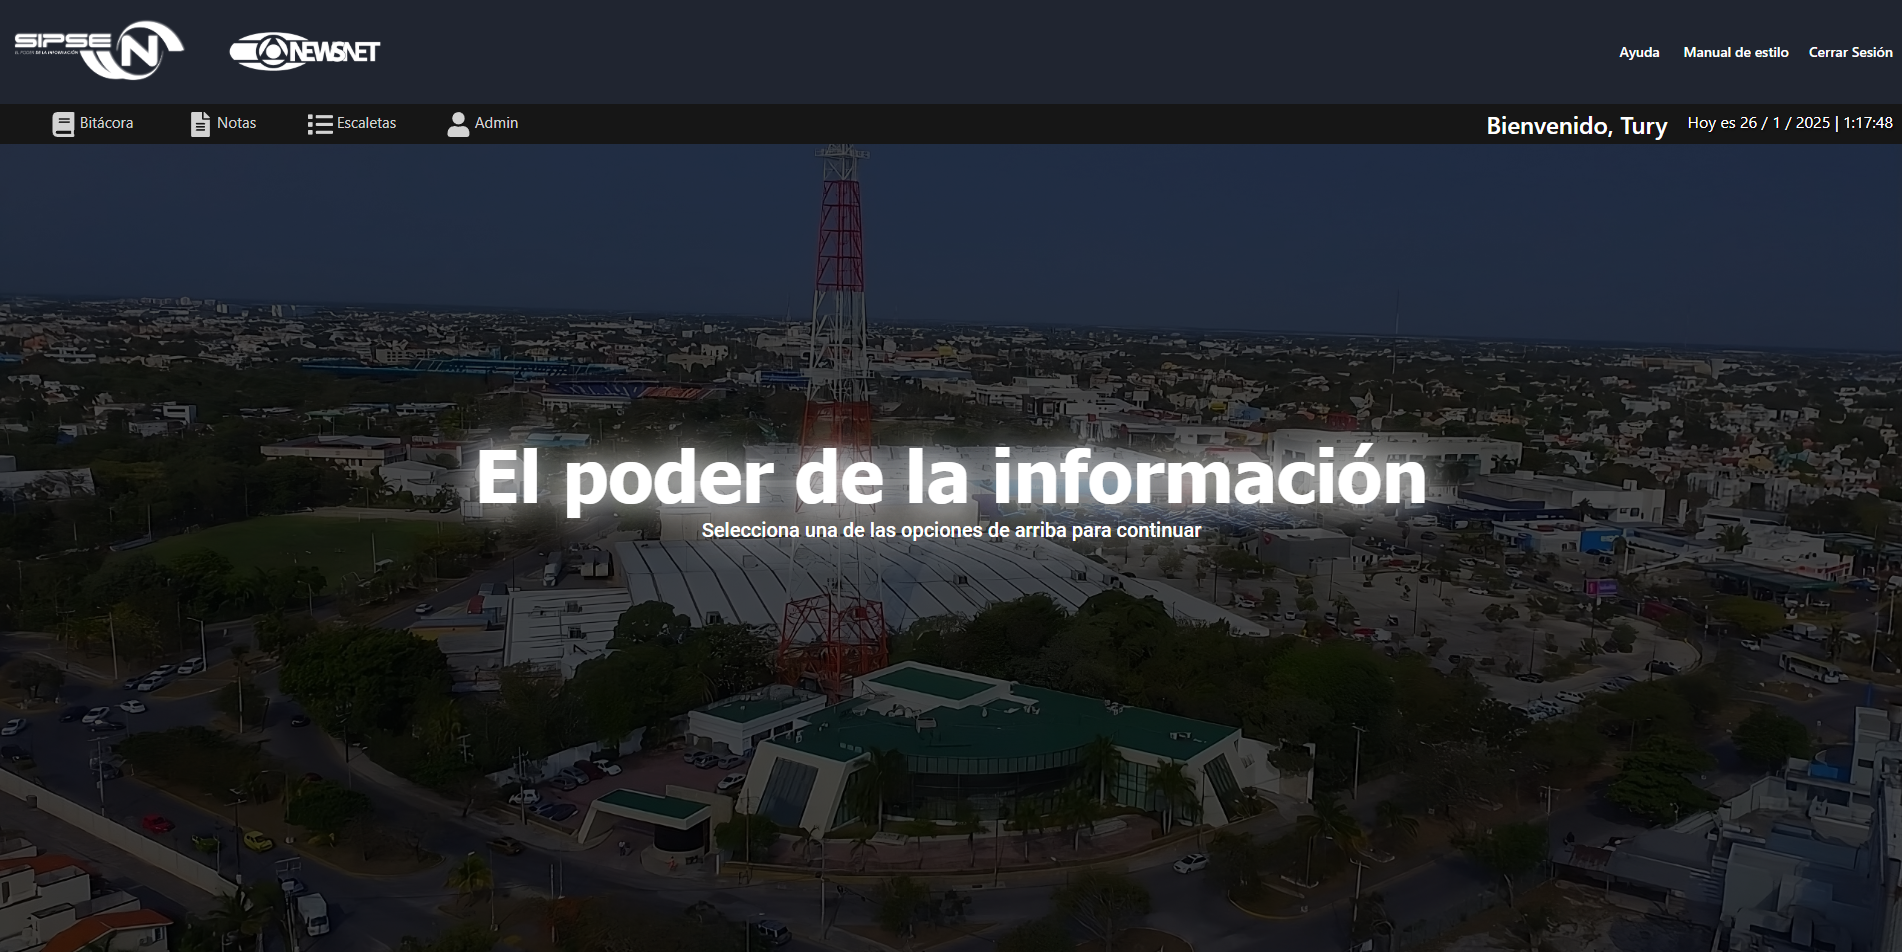 SIPSE N
EL PODER DE LA INFORMACIÓN
NEWSNET
Ayuda Manual de estilo Cerrar Sesión
Bitácora Notas Escaletas Admin
Bienvenido, Tury Hoy es 26 / 1 / 2025 | 1:17:48
El poder de la información
Selecciona una de las opciones de arriba para continuar